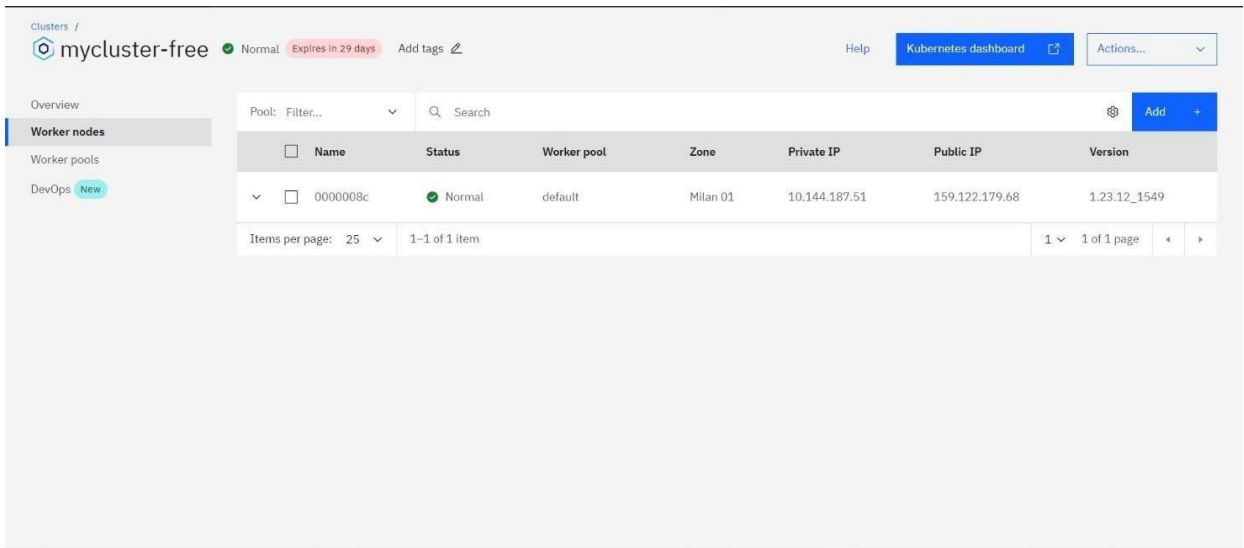 Clusters /
mycluster-free Normal Expires in 29 days Add tags Help Kubernetes dashboard Actions...
Overview
Worker nodes
Worker pools
DevOps New
Pool: Filter... Search Add +
Name Status Worker pool Zone Private IP Public IP Version
0000008c Normal default Milan 01 10.144.187.51 159.122.179.68 1.23.12_1549
Items per page: 25 1–1 of 1 item 1 1 of 1 page